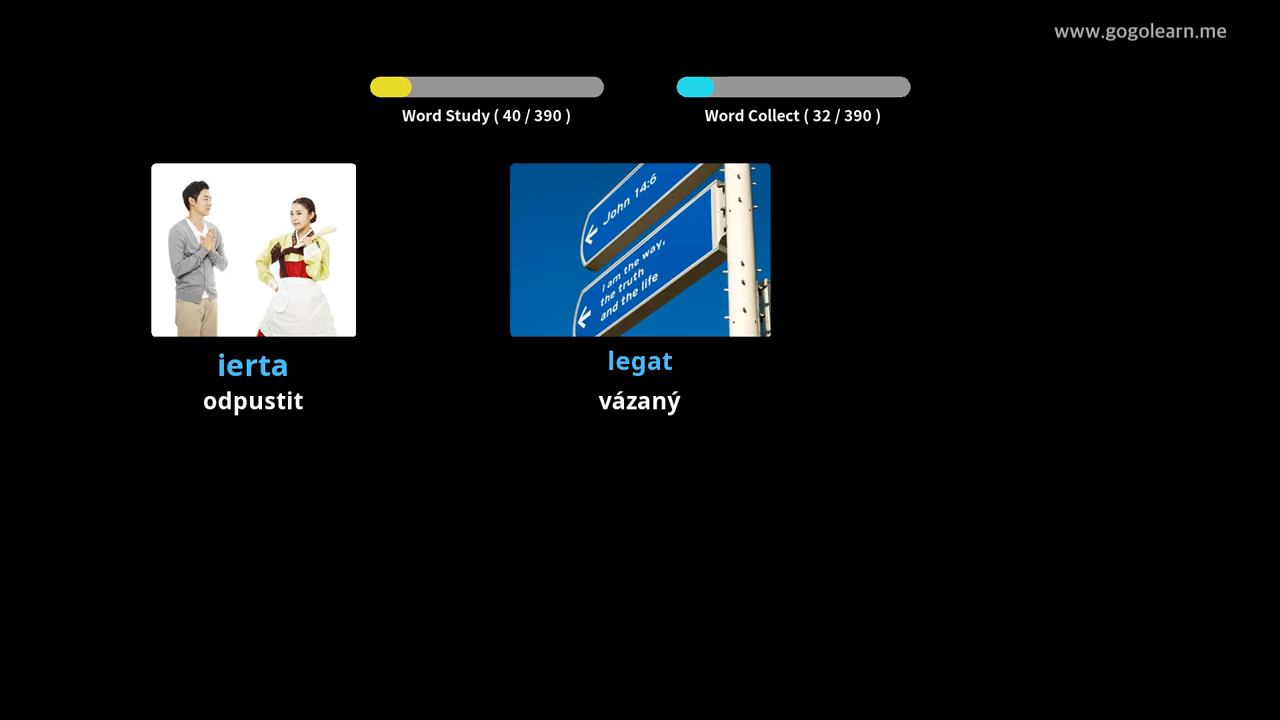 www.gogolearn.me
Word Study ( 40 / 390 )
Word Collect ( 32 / 390 )
John 14:6
I am the way,
the truth
and the life
ierta
odpustit
legat
vázaný